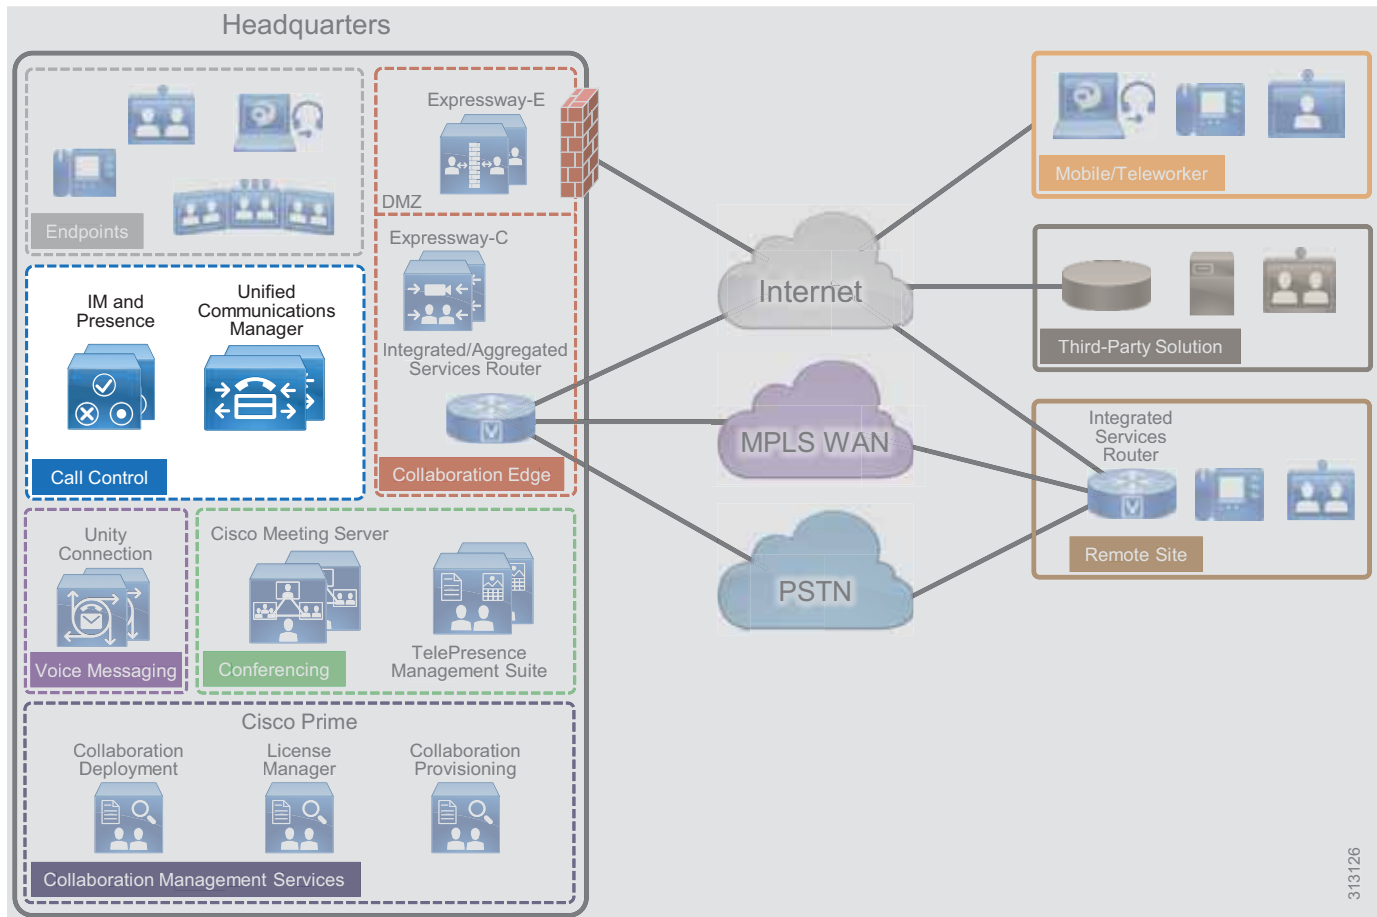 Headquarters
Expressway-E
DMZ
Endpoints
Expressway-C
IM and
Presence
Unified
Communications
Manager
Call Control
Integrated/Aggregated
Services Router
Collaboration Edge
Unity
Connection
Voice Messaging
Cisco Meeting Server
Conferencing
TelePresence
Management Suite
Cisco Prime
Collaboration
Deployment
License
Manager
Collaboration
Provisioning
Collaboration Management Services
Internet
MPLS WAN
PSTN
Mobile/Teleworker
Third-Party Solution
Integrated
Services
Router
Remote Site
313126